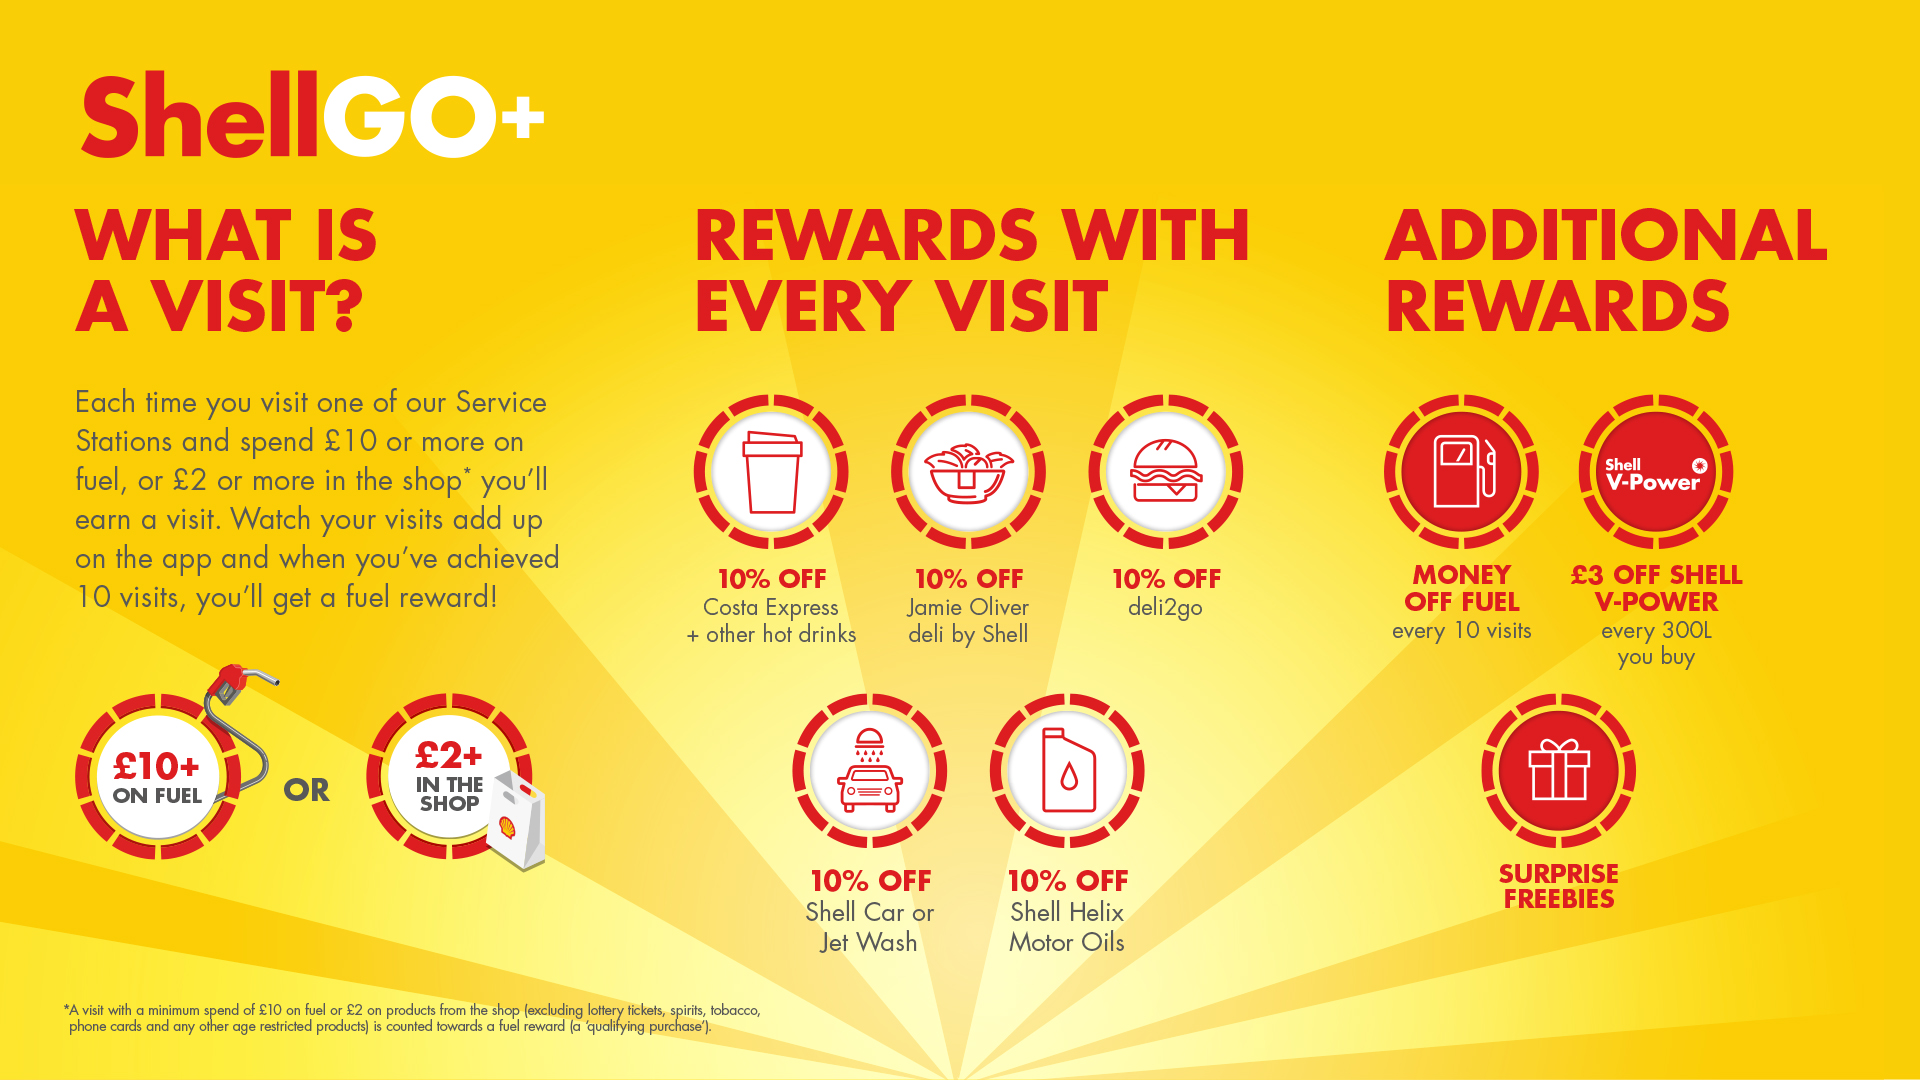 ShellGO+
WHAT IS
A VISIT?
Each time you visit one of our Service
Stations and spend £10 or more on
fuel, or £2 or more in the shop* you’ll
earn a visit. Watch your visits add up
on the app and when you’ve achieved
10 visits, you’ll get a fuel reward!
£10+
ON FUEL
OR
£2+
IN THE
SHOP
*A visit with a minimum spend of £10 on fuel or £2 on products from the shop (excluding lottery tickets, spirits, tobacco,
phone cards and any other age restricted products) is counted towards a fuel reward (a ‘qualifying purchase’).
REWARDS WITH
EVERY VISIT
10% OFF
Costa Express
+ other hot drinks
10% OFF
Jamie Oliver
deli by Shell
10% OFF
deli2go
10% OFF
Shell Car or
Jet Wash
10% OFF
Shell Helix
Motor Oils
ADDITIONAL
REWARDS
MONEY
OFF FUEL
every 10 visits
Shell
V-Power
£3 OFF SHELL
V-POWER
every 300L
you buy
SURPRISE
FREEBIES